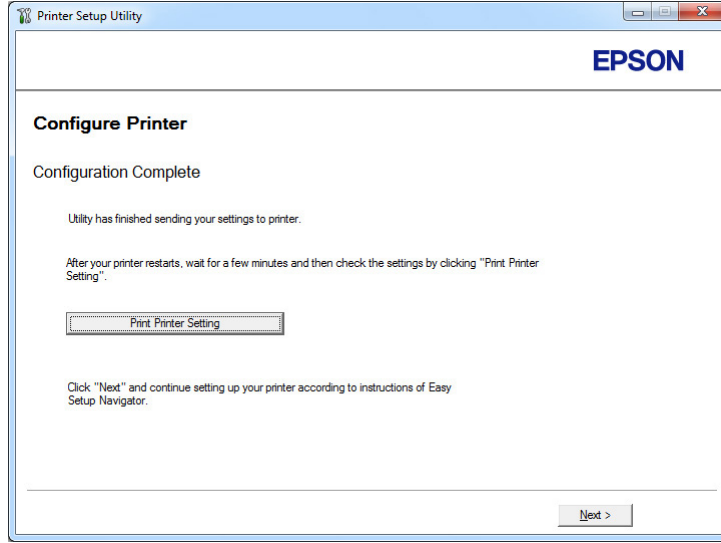 Printer Setup Utility
EPSON
Configure Printer
Configuration Complete
Utility has finished sending your settings to printer.
After your printer restarts, wait for a few minutes and then check the settings by clicking "Print Printer
Setting".
Print Printer Setting
Click "Next" and continue setting up your printer according to instructions of Easy
Setup Navigator.
Next >